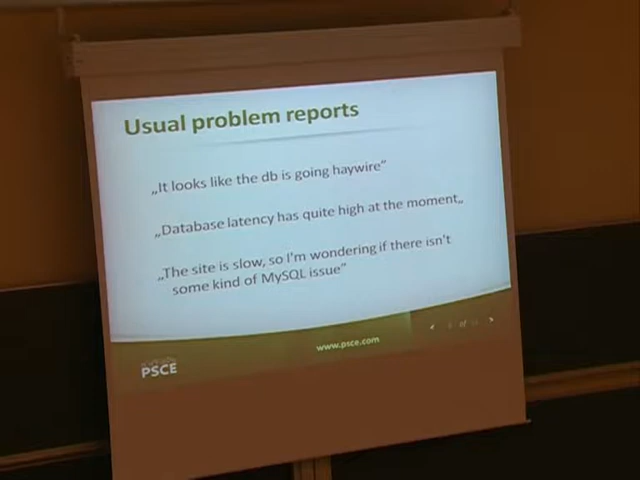 Usual problem reports
„It looks like the db is going haywire”
„Database latency has quite high at the moment„
„The site is slow, so I'm wondering if there isn't
some kind of MySQL issue”
www.psce.com
PSCE